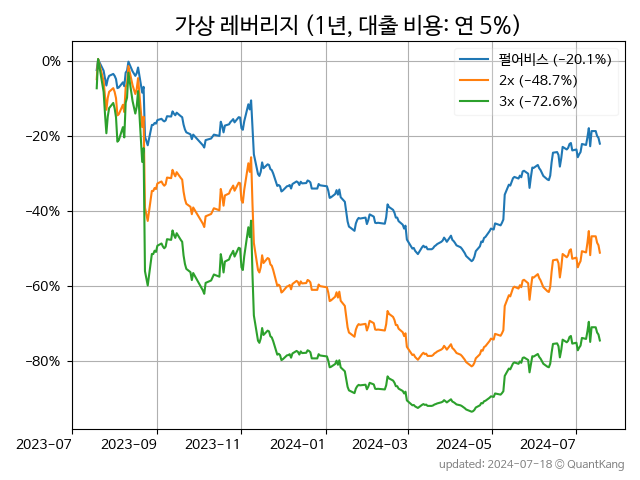 가상 레버리지 (1년, 대출 비용: 연 5%)
펄어비스 (−20.1%)
2x (−48.7%)
3x (−72.6%)
0%
−20%
−40%
−60%
−80%
2023-07
2023-09
2023-11
2024-01
2024-03
2024-05
2024-07
updated: 2024-07-18 © QuantKang